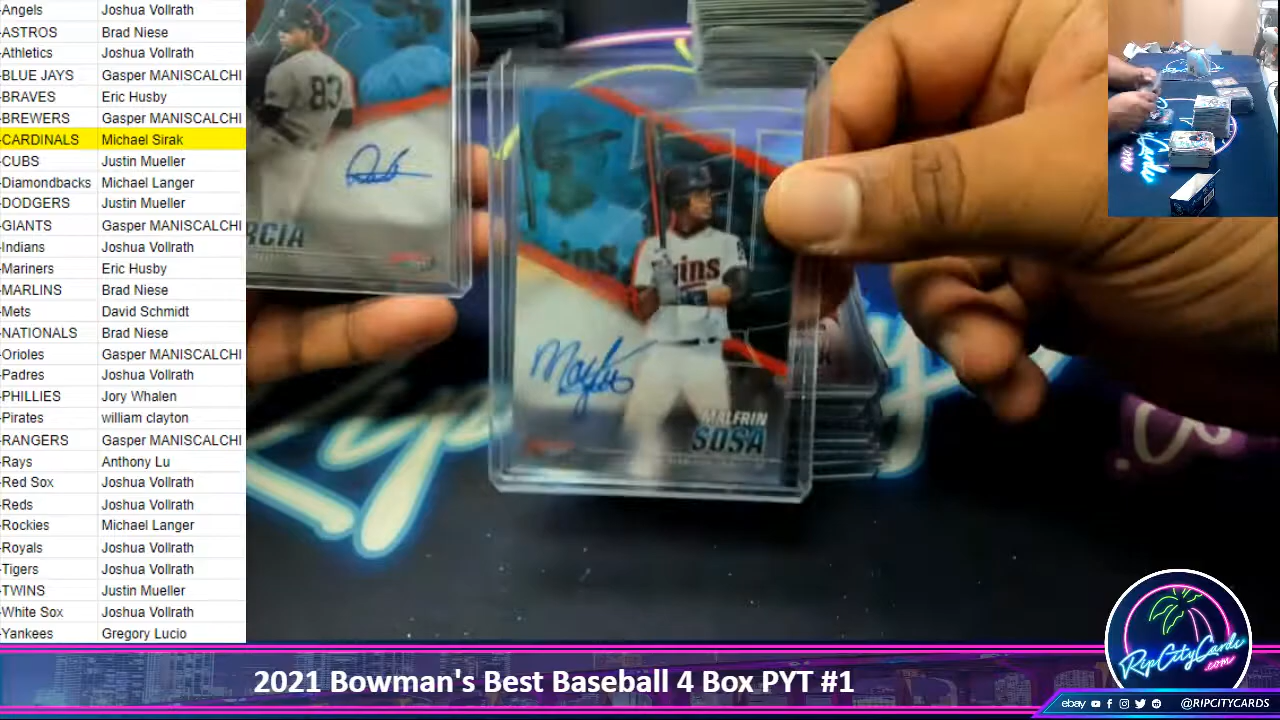 -Angels Joshua Vollrath
-ASTROS Brad Niese
-Athletics Joshua Vollrath
-BLUE JAYS Gasper MANISCALCHI
-BRAVES Eric Husby
-BREWERS Gasper MANISCALCHI
-CARDINALS Michael Sirak
-CUBS Justin Mueller
-Diamondbacks Michael Langer
-DODGERS Justin Mueller
-GIANTS Gasper MANISCALCHI
-Indians Joshua Vollrath
-Mariners Eric Husby
-MARLINS Brad Niese
-Mets David Schmidt
-NATIONALS Brad Niese
-Orioles Gasper MANISCALCHI
-Padres Joshua Vollrath
-PHILLIES Jory Whalen
-Pirates william clayton
-RANGERS Gasper MANISCALCHI
-Rays Anthony Lu
-Red Sox Joshua Vollrath
-Reds Joshua Vollrath
-Rockies Michael Langer
-Royals Joshua Vollrath
-Tigers Joshua Vollrath
-TWINS Justin Mueller
-White Sox Joshua Vollrath
-Yankees Gregory Lucio
83
RCIA
ins
MALFRIN
SOSA
2021 Bowman's Best Baseball 4 Box PYT #1
RipCityCards
.com
ebay @RIPCITYCARDS